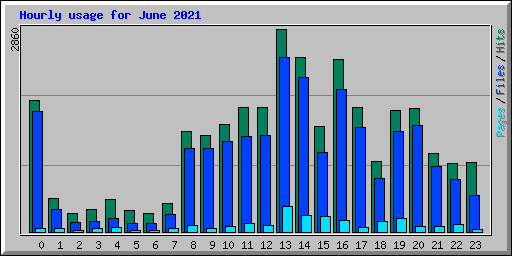 Hourly usage for June 2021
2860
Pages/Files/Hits
0 1 2 3 4 5 6 7 8 9 10 11 12 13 14 15 16 17 18 19 20 21 22 23